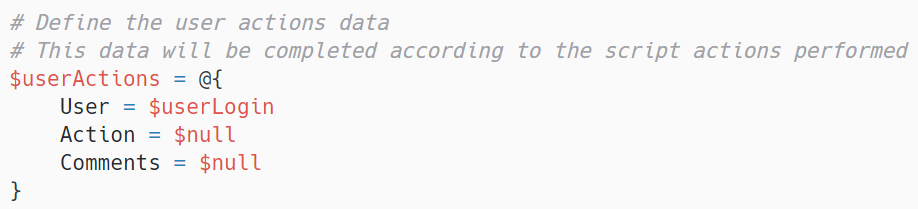 # Define the user actions data
# This data will be completed according to the script actions performed
$userActions = @{
    User = $userLogin
    Action = $null
    Comments = $null
}